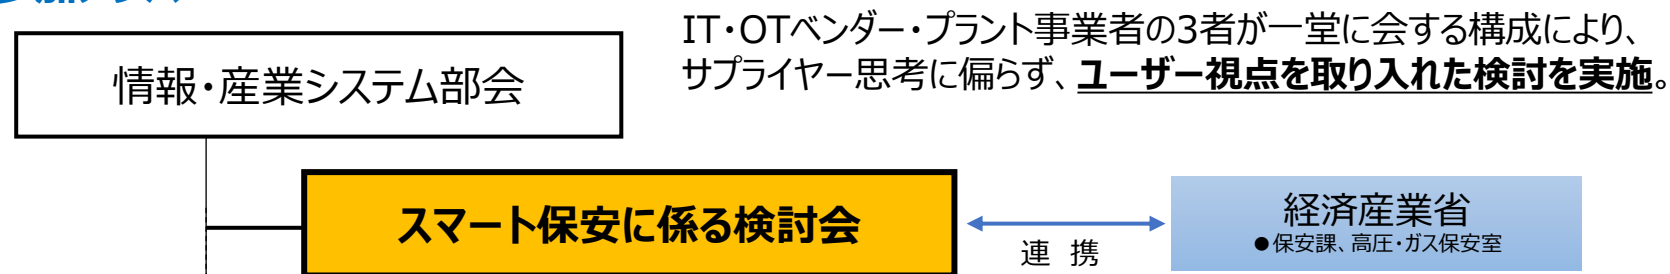 IT・OTベンダー・プラント事業者の3者が一堂に会する構成により、
サプライヤー思考に偏らず、ユーザー視点を取り入れた検討を実施。
情報・産業システム部会
スマート保安に係る検討会
連 携
経済産業省
●保安課、高圧・ガス保安室